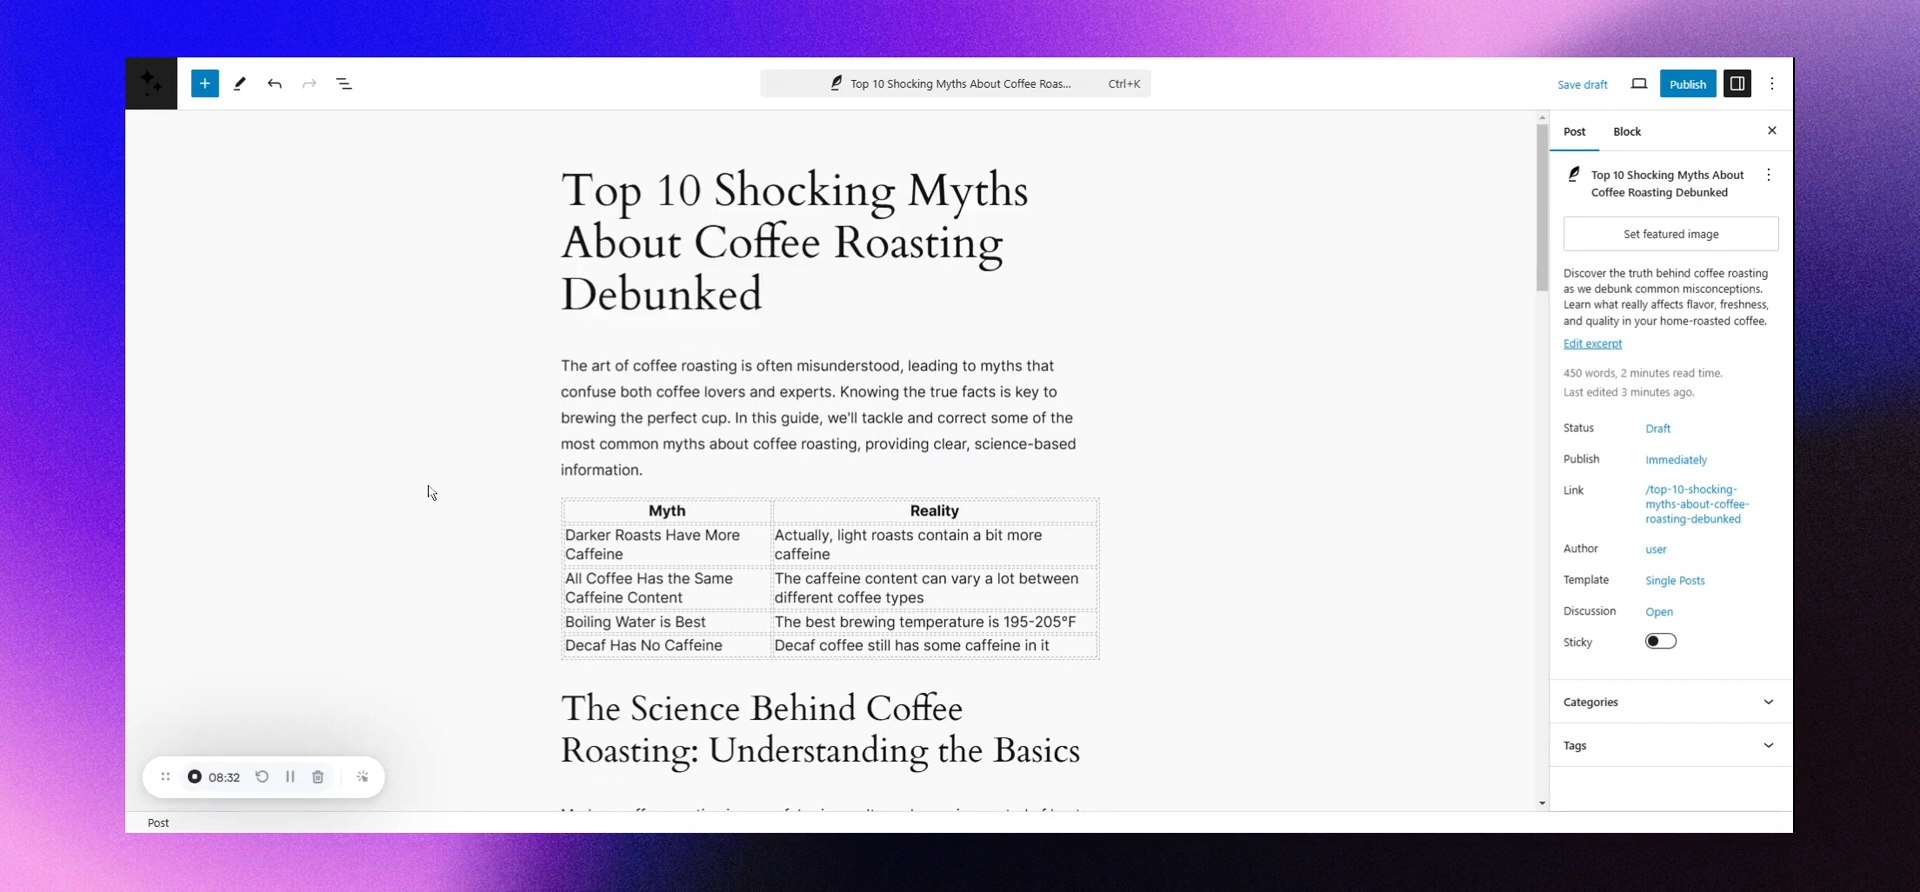 Top 10 Shocking Myths About Coffee Roas...
Ctrl+K
Save draft
Publish
Post
Block
Top 10 Shocking Myths About
Coffee Roasting Debunked
Set featured image
Discover the truth behind coffee roasting
as we debunk common misconceptions.
Learn what really affects flavor, freshness,
and quality in your home-roasted coffee.
Edit excerpt
450 words, 2 minutes read time.
Last edited 3 minutes ago.
Status
Draft
Publish
Immediately
Link
/top-10-shocking-
myths-about-coffee-
roasting-debunked
Author
user
Template
Single Posts
Discussion
Open
Sticky
Categories
Tags
Top 10 Shocking Myths
About Coffee Roasting
Debunked
The art of coffee roasting is often misunderstood, leading to myths that
confuse both coffee lovers and experts. Knowing the true facts is key to
brewing the perfect cup. In this guide, we'll tackle and correct some of the
most common myths about coffee roasting, providing clear, science-based
information.
Myth
Reality
Darker Roasts Have More
Caffeine
Actually, light roasts contain a bit more
caffeine
All Coffee Has the Same
Caffeine Content
The caffeine content can vary a lot between
different coffee types
Boiling Water is Best
The best brewing temperature is 195-205°F
Decaf Has No Caffeine
Decaf coffee still has some caffeine in it
The Science Behind Coffee
Roasting: Understanding the Basics
08:32
Post